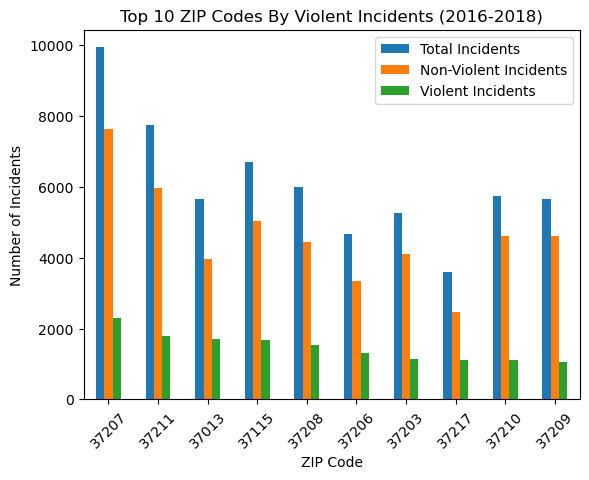 Top 10 ZIP Codes By Violent Incidents (2016-2018)
Total Incidents
Non-Violent Incidents
Violent Incidents
Number of Incidents
10000
8000
6000
4000
2000
0
37207 37211 37013 37115 37208 37206 37203 37217 37210 37209
ZIP Code